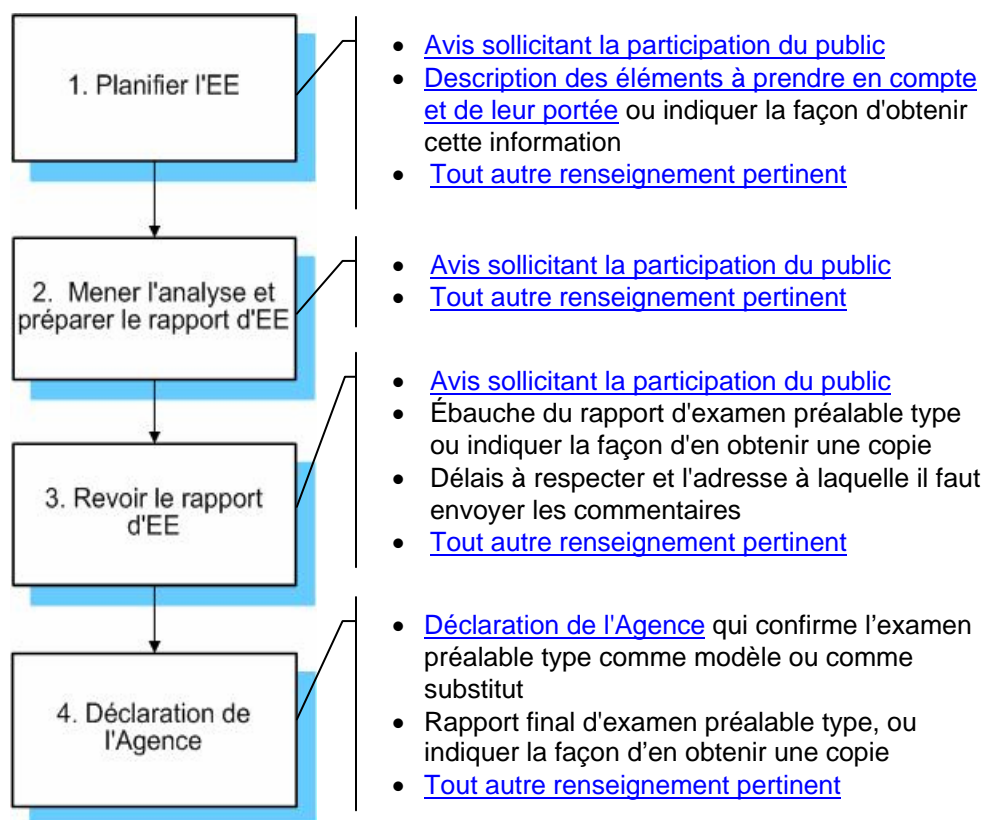 1. Planifier l'EE
• Avis sollicitant la participation du public
• Description des éléments à prendre en compte
et de leur portée ou indiquer la façon d'obtenir
cette information
• Tout autre renseignement pertinent
2. Mener l'analyse et
préparer le rapport d'EE
• Avis sollicitant la participation du public
• Tout autre renseignement pertinent
3. Revoir le rapport
d'EE
• Avis sollicitant la participation du public
• Ébauche du rapport d'examen préalable type
ou indiquer la façon d'en obtenir une copie
• Délais à respecter et l'adresse à laquelle il faut
envoyer les commentaires
• Tout autre renseignement pertinent
4. Déclaration de
l'Agence
• Déclaration de l'Agence qui confirme l’examen
préalable type comme modèle ou comme
substitut
• Rapport final d'examen préalable type, ou
indiquer la façon d’en obtenir une copie
• Tout autre renseignement pertinent